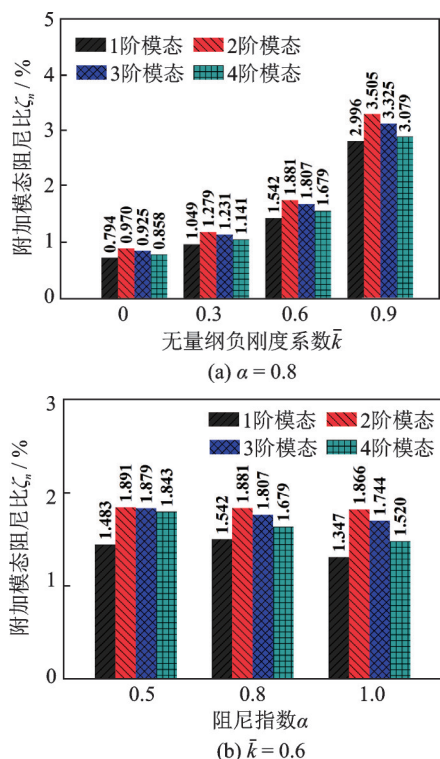 5
4
3
2
1
0
附加模态阻尼比ζn / %
1阶模态 2阶模态
3阶模态 4阶模态
0.794 0.970 0.925 0.858
1.049 1.279 1.231 1.141
1.542 1.881 1.807 1.679
2.996 3.505 3.325 3.079
0 0.3 0.6 0.9
无量纲负刚度系数k̄
(a) α = 0.8
3
2
1
0
附加模态阻尼比ζn / %
1阶模态 2阶模态
3阶模态 4阶模态
1.483 1.891 1.879 1.843
1.542 1.881 1.807 1.679
1.347 1.866 1.744 1.520
0.5 0.8 1.0
阻尼指数α
(b) k̄ = 0.6